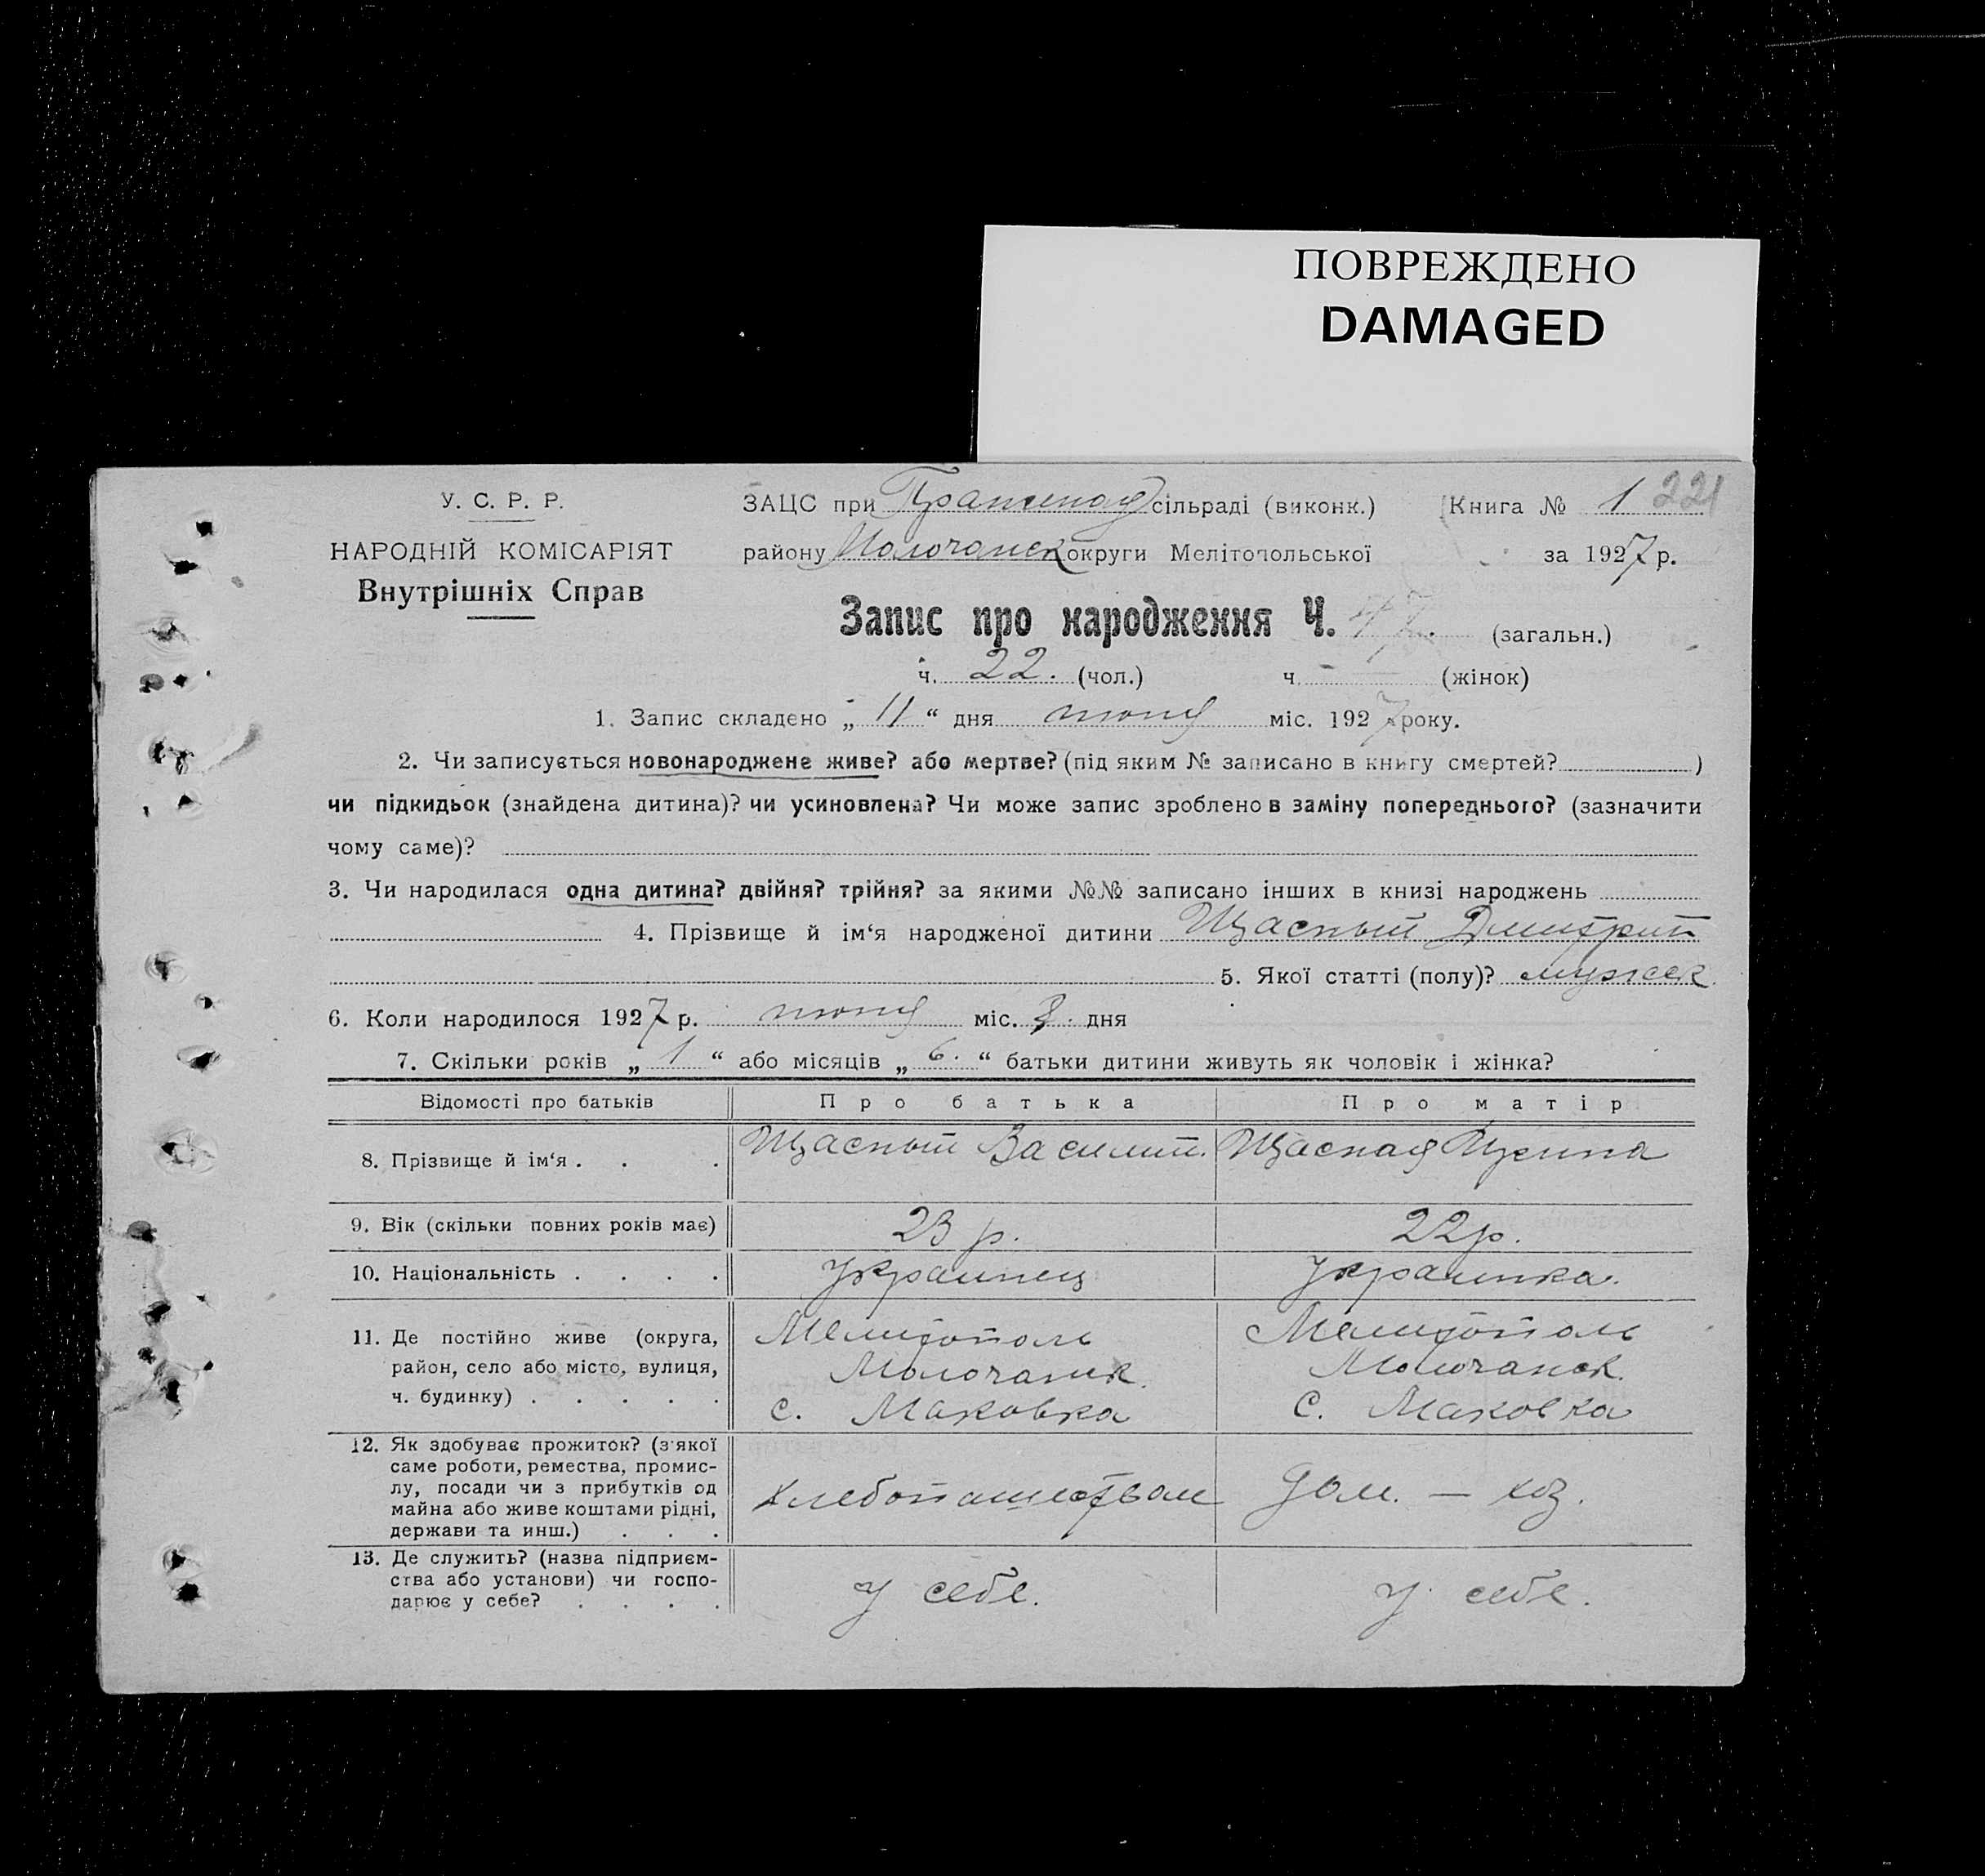 ПОВРЕЖДЕНО
DAMAGED
У. С. Р. Р.
НАРОДНІЙ КОМІСАРІЯТ
Внутрішніх Справ
ЗАЦС при сільраді (виконк.) Книга № 1 221
району Молочанск округи Мелітопольської за 1927 р.
Запис про народження Ч. 47. (загальн.)
ч. 22. (чол.) ч. — (жінок)
1. Запис складено „ 11 “ дня июня міс. 1927 року.
2. Чи записується новонароджене живе? або мертве? (під яким № записано в книгу смертей? )
чи підкидьок (знайдена дитина)? чи усиновлена? Чи може запис зроблено в заміну попереднього? (зазначити
чому саме)?
3. Чи народилася одна дитина? двійня? трійня? за якими №№ записано інших в книзі народжень
4. Прізвище й ім‘я народженої дитини Щасный Дмитрий
5. Якої статті (полу)? мужск
6. Коли народилося 1927 р. июня міс. дня
7. Скільки років „ 1 “ або місяців „ 6. “ батьки дитини живуть як чоловік і жінка?
Відомості про батьків Про батька Про матір
8. Прізвище й ім‘я . . . Щасный Василий. Щасная Ирина
9. Вік (скільки повних років має) 23 р. 22 р.
10. Національність . . . . Украинец Украинка.
11. Де постійно живе (округа, Мелитополь Мелитополь
район, село або місто, вулиця, Молочанск. Молочанск.
ч. будинку) . . . . . с. Маковка с. Маковка
12. Як здобуває прожиток? (з якої
саме роботи, ремества, промис-
лу, посади чи з прибутків од хлебопашеством дом. — хоз.
майна або живе коштами рідні,
держави та инш.) . . .
13. Де служить? (назва підприєм-
ства або установи) чи госпо- у себе. у себе.
дарює у себе? . . . .